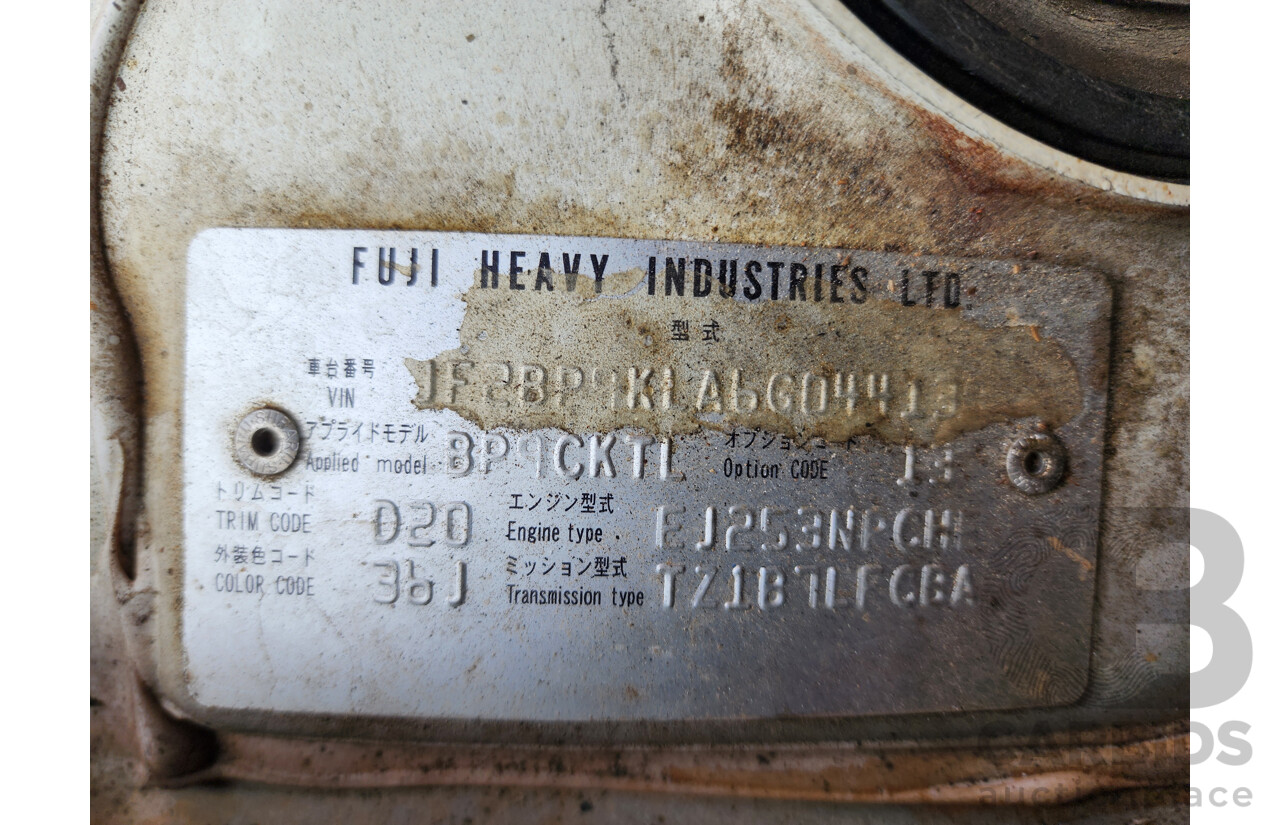 FUJI HEAVY INDUSTRIES LTD.
型式
車台番号
VIN
アプライドモデル オプションコード
Applied model BP9CKTL Option CODE
トリムコード エンジン型式
TRIM CODE D20 Engine type
外装色コード ミッション型式
COLOR CODE 36J Transmission type TZ1B7LFCBA
CARBIDS